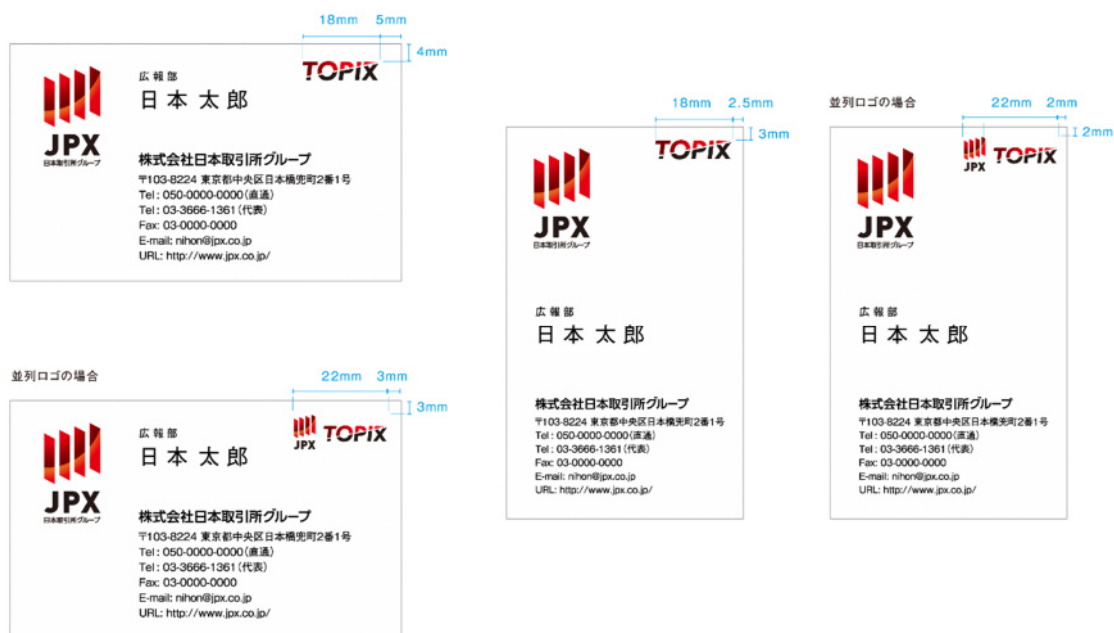 18mm 5mm
4mm
TOPIX
広報部
日本 太郎
JPX
日本取引所グループ
株式会社日本取引所グループ
〒103-8224 東京都中央区日本橋兜町2番1号
Tel : 050-0000-0000(直通)
Tel : 03-3666-1361(代表)
Fax: 03-0000-0000
E-mail: nihon@jpx.co.jp
URL: http://www.jpx.co.jp/
並列ロゴの場合
22mm 3mm
3mm
JPX TOPIX
広報部
日本 太郎
JPX
日本取引所グループ
株式会社日本取引所グループ
〒103-8224 東京都中央区日本橋兜町2番1号
Tel : 050-0000-0000(直通)
Tel : 03-3666-1361(代表)
Fax: 03-0000-0000
E-mail: nihon@jpx.co.jp
URL: http://www.jpx.co.jp/
18mm 2.5mm
3mm
TOPIX
JPX
日本取引所グループ
広報部
日本 太郎
株式会社日本取引所グループ
〒103-8224 東京都中央区日本橋兜町2番1号
Tel : 050-0000-0000(直通)
Tel : 03-3666-1361(代表)
Fax: 03-0000-0000
E-mail: nihon@jpx.co.jp
URL: http://www.jpx.co.jp/
並列ロゴの場合
22mm 2mm
2mm
JPX TOPIX
JPX
日本取引所グループ
広報部
日本 太郎
株式会社日本取引所グループ
〒103-8224 東京都中央区日本橋兜町2番1号
Tel : 050-0000-0000(直通)
Tel : 03-3666-1361(代表)
Fax: 03-0000-0000
E-mail: nihon@jpx.co.jp
URL: http://www.jpx.co.jp/